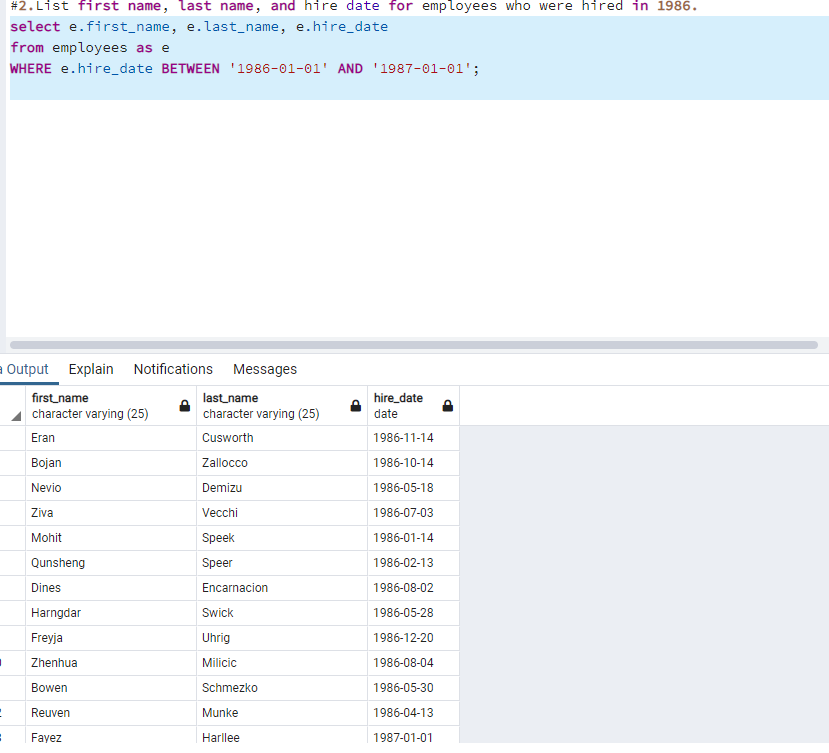 #2.List first name, last name, and hire date for employees who were hired in 1986.
select e.first_name, e.last_name, e.hire_date
from employees as e
WHERE e.hire_date BETWEEN '1986-01-01' AND '1987-01-01';
a Output Explain Notifications Messages
first_name last_name hire_date
character varying (25) character varying (25) date
Eran Cusworth 1986-11-14
Bojan Zallocco 1986-10-14
Nevio Demizu 1986-05-18
Ziva Vecchi 1986-07-03
Mohit Speek 1986-01-14
Qunsheng Speer 1986-02-13
Dines Encarnacion 1986-08-02
Harngdar Swick 1986-05-28
Freyja Uhrig 1986-12-20
Zhenhua Milicic 1986-08-04
Bowen Schmezko 1986-05-30
Reuven Munke 1986-04-13
Fayez Harllee 1987-01-01